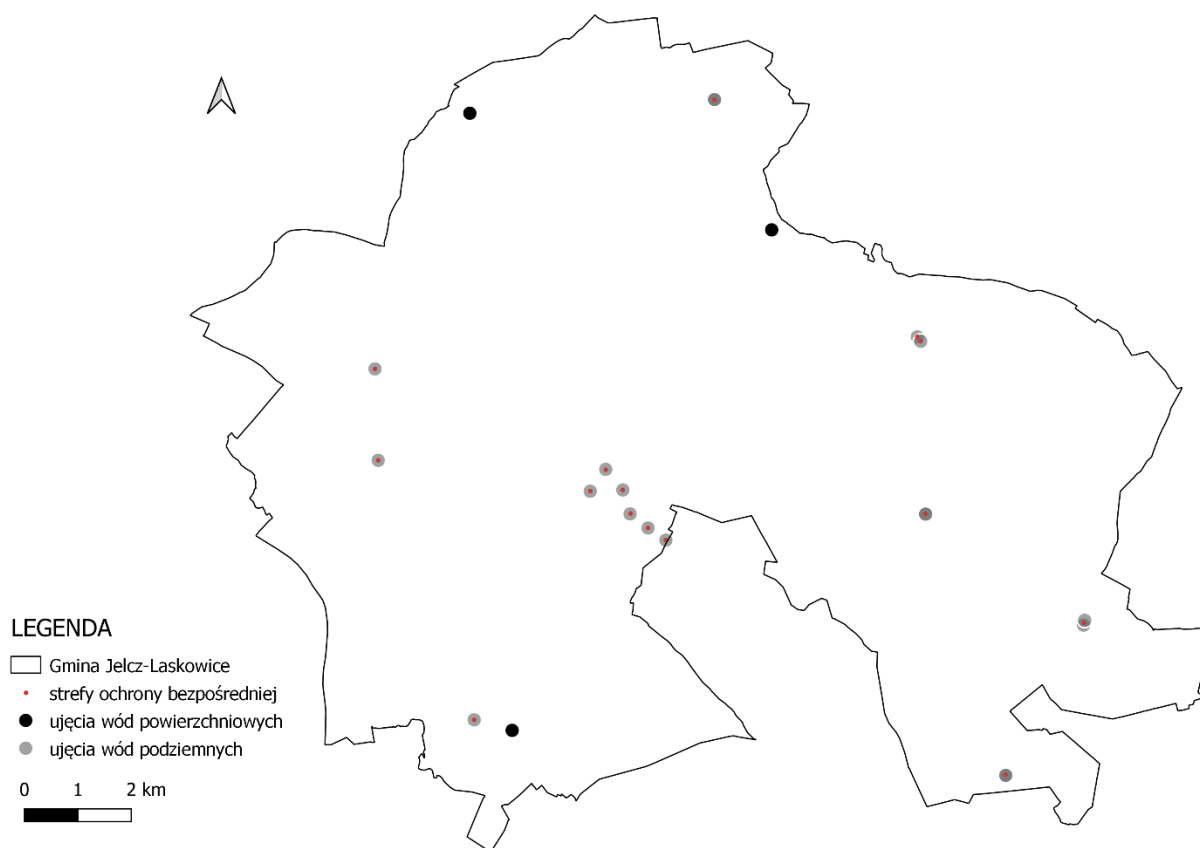 LEGENDA
Gmina Jelcz-Laskowice
strefy ochrony bezpośredniej
ujęcia wód powierzchniowych
ujęcia wód podziemnych
0 1 2 km